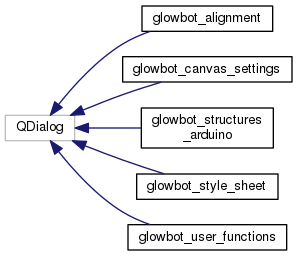 glowbot_alignment
glowbot_canvas_settings
QDialog
glowbot_structures
_arduino
glowbot_style_sheet
glowbot_user_functions